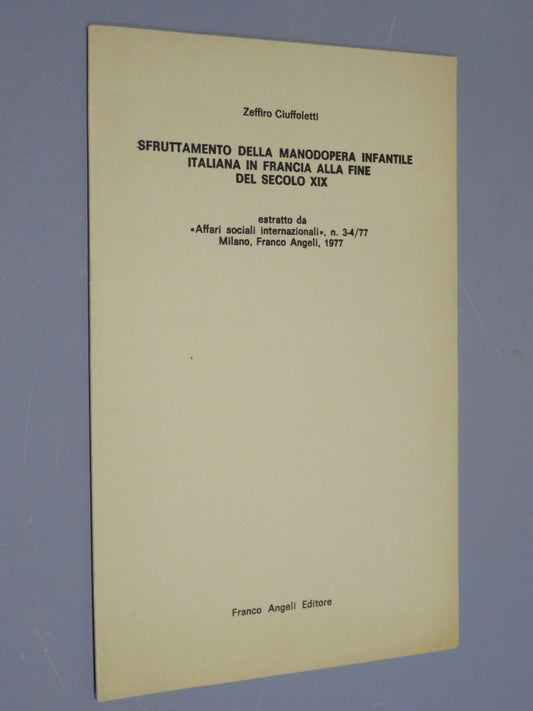 Zeffiro Ciuffoletti
SFRUTTAMENTO DELLA MANODOPERA INFANTILE
ITALIANA IN FRANCIA ALLA FINE
DEL SECOLO XIX
estratto da
«Affari sociali internazionali», n. 3-4/77
Milano, Franco Angeli, 1977
Franco Angeli Editore